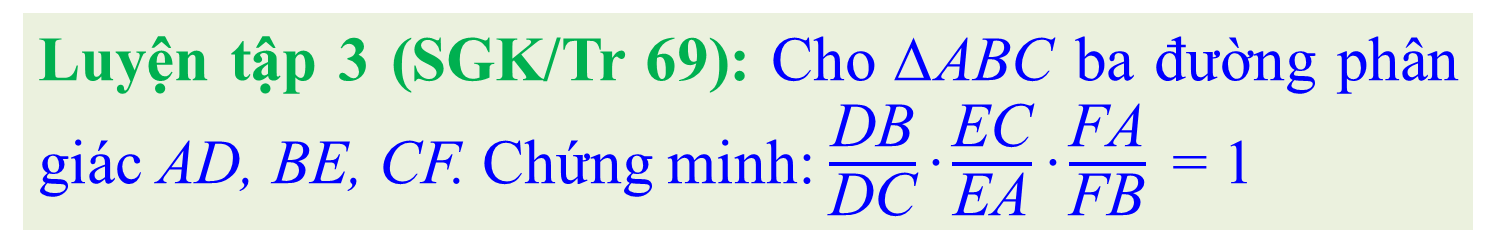 Luyện tập 3 (SGK/Tr 69): Cho ΔABC ba đường phân
giác AD, BE, CF. Chứng minh: DB/DC · EC/EA · FA/FB = 1